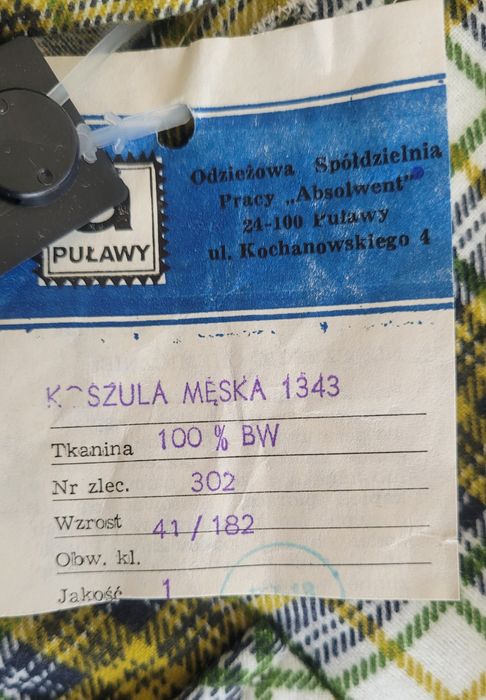 Odzieżowa Spółdzielnia
Pracy „Absolwent"
24-100 Puławy
ul. Kochanowskiego 4
PUŁAWY
KOSZULA MĘSKA 1343
Tkanina 100 % BW
Nr zlec. 302
Wzrost 41 / 182
Obw. kl.
Jakość 1